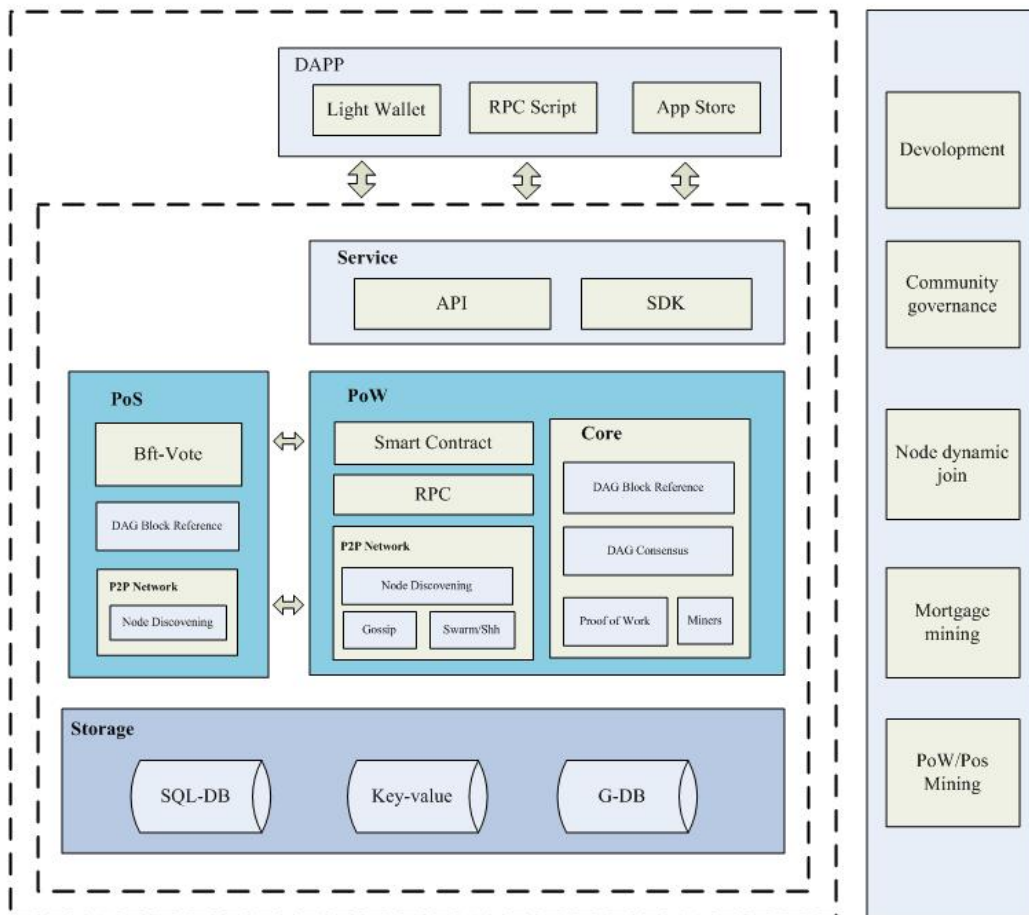 DAPP
Light Wallet
RPC Script
App Store
Service
API
SDK
PoS
Bft-Vote
DAG Block Reference
P2P Network
Node Discovening
PoW
Smart Contract
RPC
P2P Network
Node Discovening
Gossip
Swarm/Shh
Core
DAG Block Reference
DAG Consensus
Proof of Work
Miners
Storage
SQL-DB
Key-value
G-DB
Devolopment
Community
governance
Node dynamic
join
Mortgage
mining
PoW/Pos
Mining